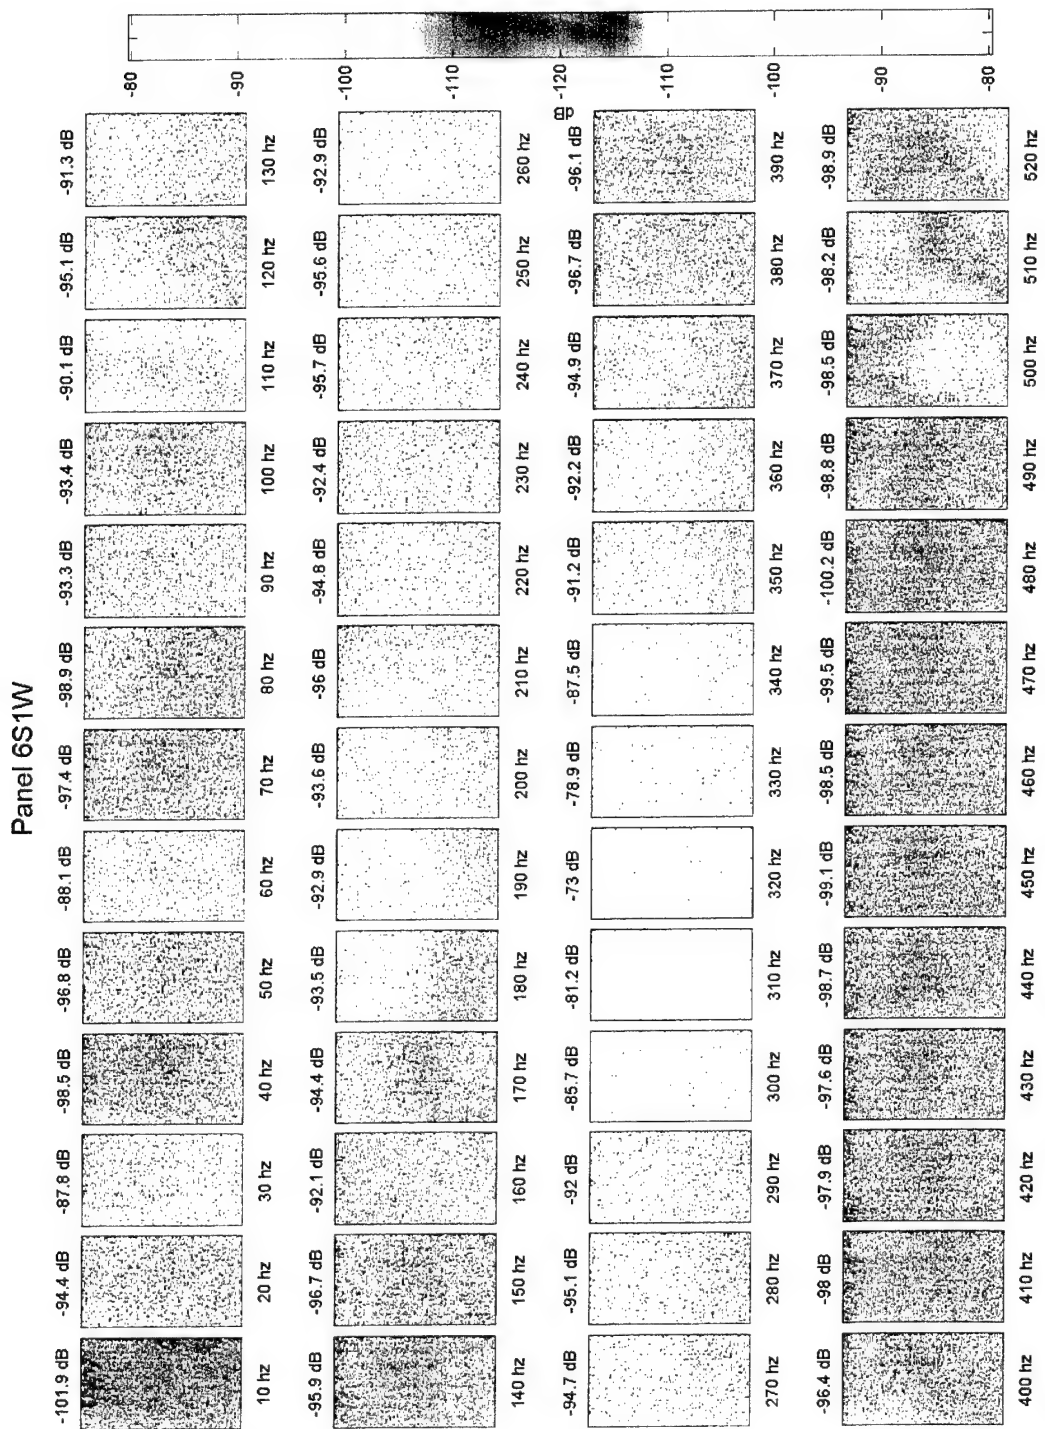 Panel 6S1W
-101.9 dB -94.4 dB -87.8 dB -98.5 dB -96.8 dB -88.1 dB -97.4 dB -98.9 dB -93.3 dB -93.4 dB -90.1 dB -95.1 dB -91.3 dB
10 hz 20 hz 30 hz 40 hz 50 hz 60 hz 70 hz 80 hz 90 hz 100 hz 110 hz 120 hz 130 hz
-95.9 dB -96.7 dB -92.1 dB -94.4 dB -93.5 dB -92.9 dB -93.6 dB -96 dB -94.8 dB -92.4 dB -95.7 dB -95.6 dB -92.9 dB
140 hz 150 hz 160 hz 170 hz 180 hz 190 hz 200 hz 210 hz 220 hz 230 hz 240 hz 250 hz 260 hz
-94.7 dB -95.1 dB -92 dB -85.7 dB -81.2 dB -73 dB -78.9 dB -87.5 dB -91.2 dB -92.2 dB -94.9 dB -96.7 dB -96.1 dB
270 hz 280 hz 290 hz 300 hz 310 hz 320 hz 330 hz 340 hz 350 hz 360 hz 370 hz 380 hz 390 hz
-96.4 dB -98 dB -97.9 dB -97.6 dB -98.7 dB -99.1 dB -98.5 dB -99.5 dB -100.2 dB -98.8 dB -98.5 dB -98.2 dB -98.9 dB
400 hz 410 hz 420 hz 430 hz 440 hz 450 hz 460 hz 470 hz 480 hz 490 hz 500 hz 510 hz 520 hz
-80
-90
-100
-110
dB
-120
-110
-100
-90
-80